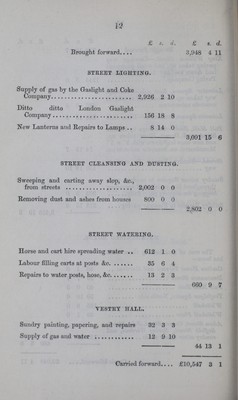 12
£ s. d. £ s. d.
Brought forward.... 3,948 4 11
STREET LIGHTING.
Supply of gas by the Gaslight and Coke
Company...................... 2,926 2 10
Ditto ditto London Gaslight
Company...................... 156 18 8
New Lanterns and Repairs to Lamps.. 8 14 0
3,091 15 6
STREET CLEANSING AND DUSTING.
Sweeping and carting away slop, &c.,
from streets .................. 2,002 0 0
Removing dust and ashes from houses 800 0 0
2,802 0 0
STREET WATERING.
Horse and cart hire spreading water .. 612 1 0
Labour filling carts at posts &c. ....... 35 6 4
Repairs to water posts, hose, &c....... 13 2 3
660 9 7
VESTRY HALL.
Sundry painting, papering, and repairs 32 3 3
Supply of gas and water ............ 12 9 10
44 13 1
Carried forward.... £10,547 3 1